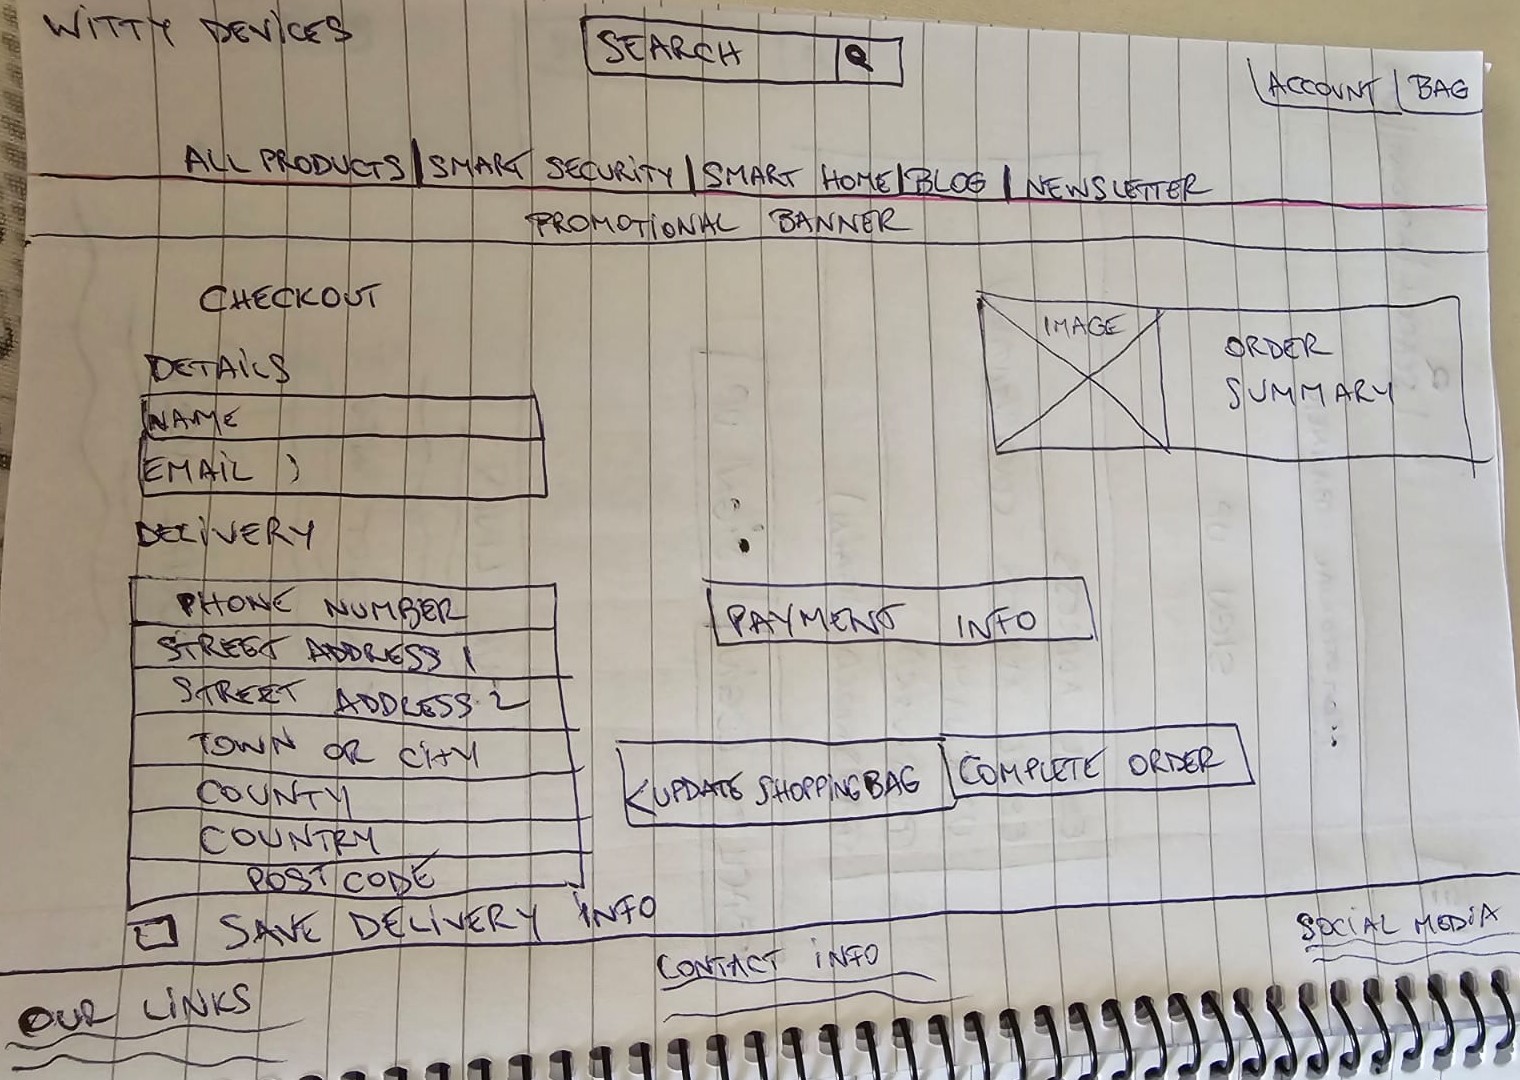 WITTY DEVICES
SEARCH
ACCOUNT | BAG
ALL PRODUCTS | SMART SECURITY | SMART HOME | BLOG | NEWSLETTER
PROMOTIONAL BANNER
CHECKOUT
DETAILS
NAME
EMAIL
IMAGE
ORDER
SUMMARY
DELIVERY
PHONE NUMBER
STREET ADDRESS 1
STREET ADDRESS 2
TOWN OR CITY
COUNTY
COUNTRY
POSTCODE
SAVE DELIVERY INFO
PAYMENT INFO
< UPDATE SHOPPING BAG
COMPLETE ORDER
OUR LINKS
CONTACT INFO
SOCIAL MEDIA